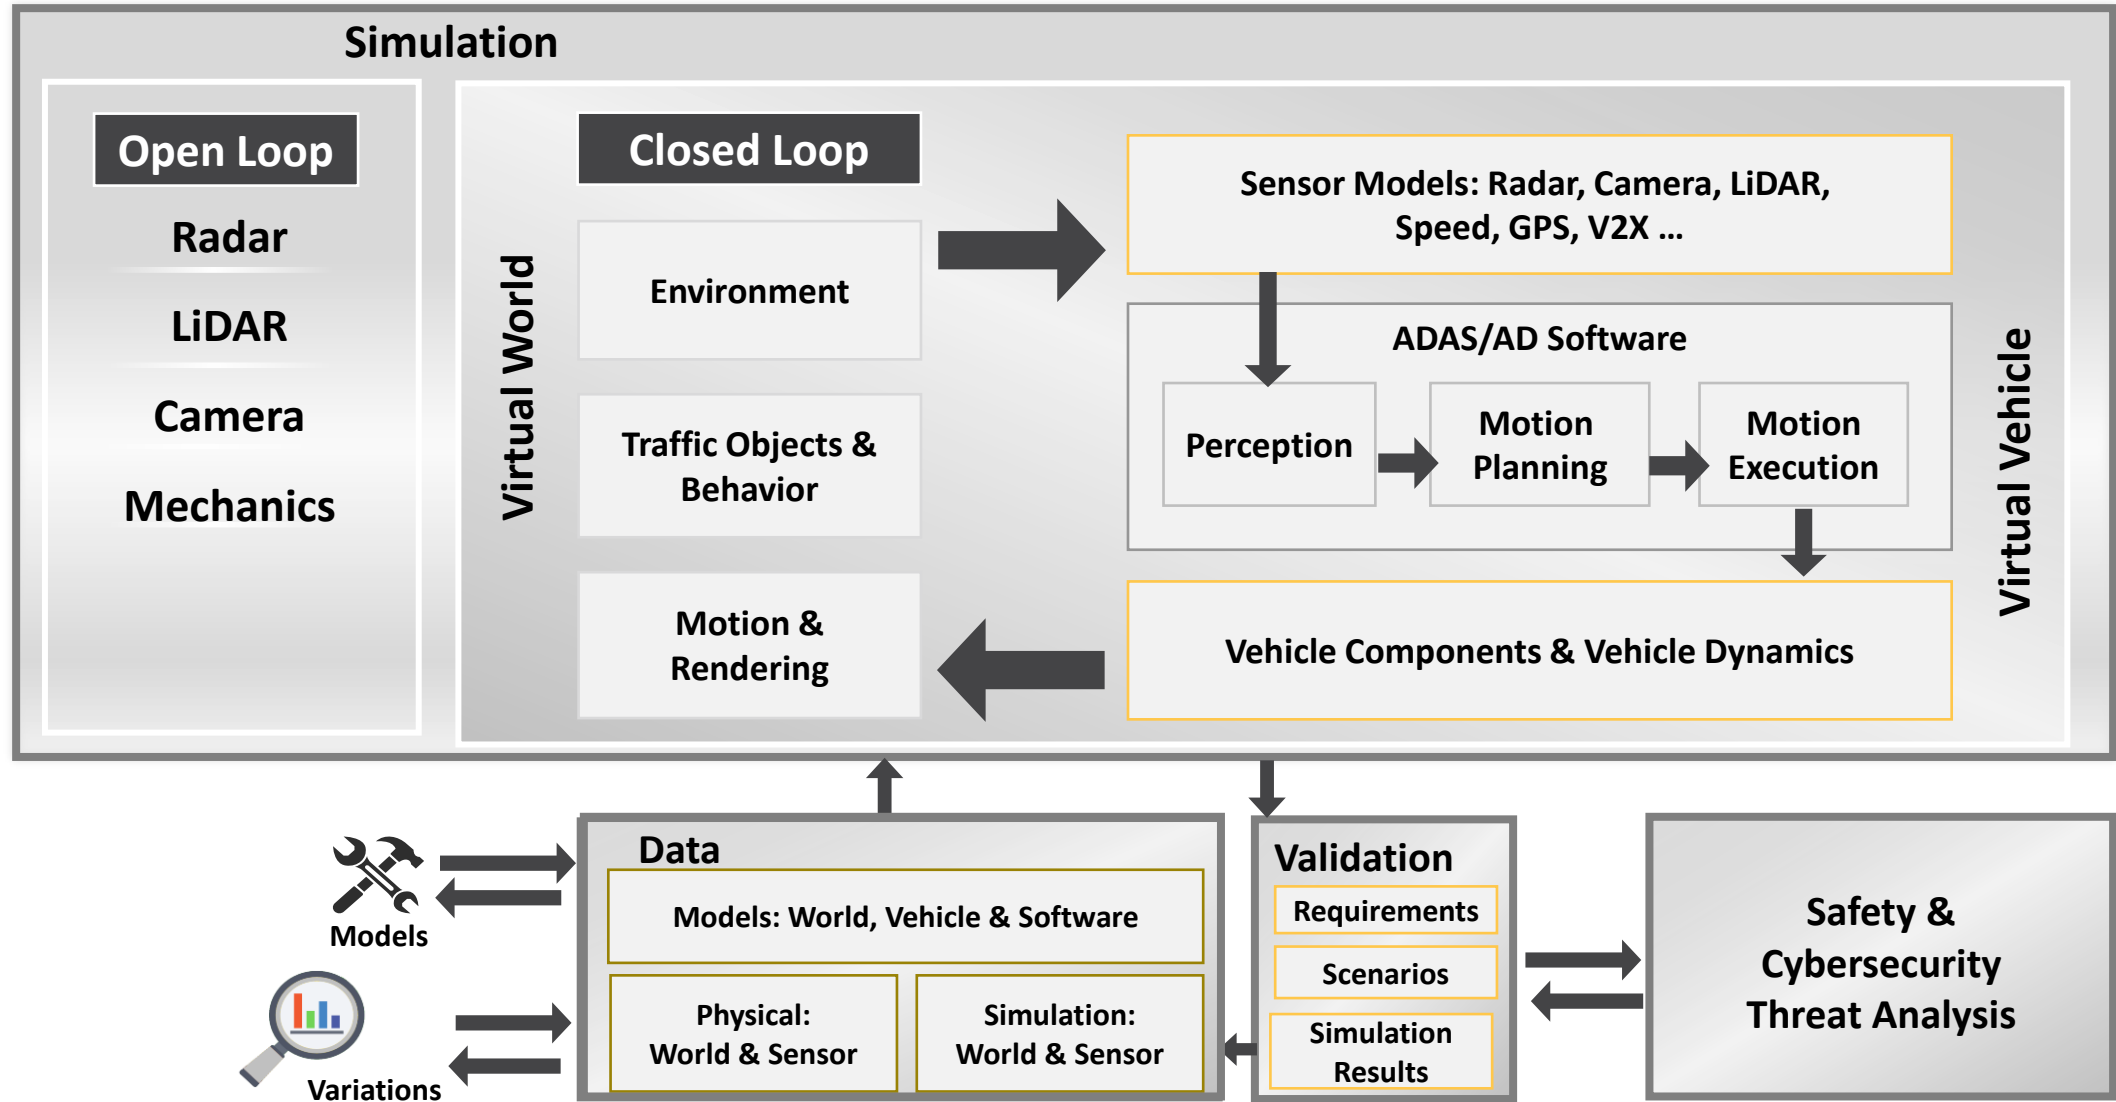 Simulation
Open Loop
Radar
LiDAR
Camera
Mechanics
Virtual World
Closed Loop
Environment
Traffic Objects &
Behavior
Motion &
Rendering
Sensor Models: Radar, Camera, LiDAR,
Speed, GPS, V2X ...
ADAS/AD Software
Perception
Motion
Planning
Motion
Execution
Vehicle Components & Vehicle Dynamics
Virtual Vehicle
Models
Variations
Data
Models: World, Vehicle & Software
Physical:
World & Sensor
Simulation:
World & Sensor
Validation
Requirements
Scenarios
Simulation
Results
Safety &
Cybersecurity
Threat Analysis